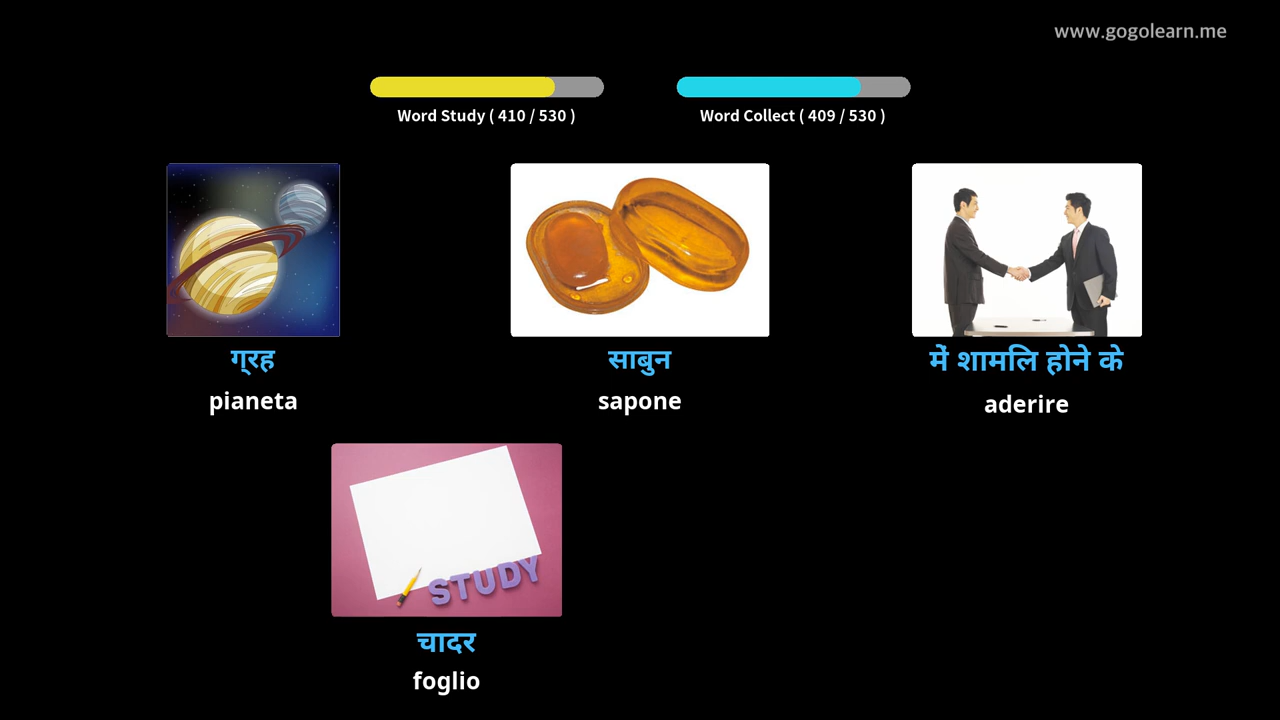 www.gogolearn.me
Word Study ( 410 / 530 )
Word Collect ( 409 / 530 )
ग्रह
pianeta
साबुन
sapone
में शामलि होने के
aderire
STUDY
चादर
foglio